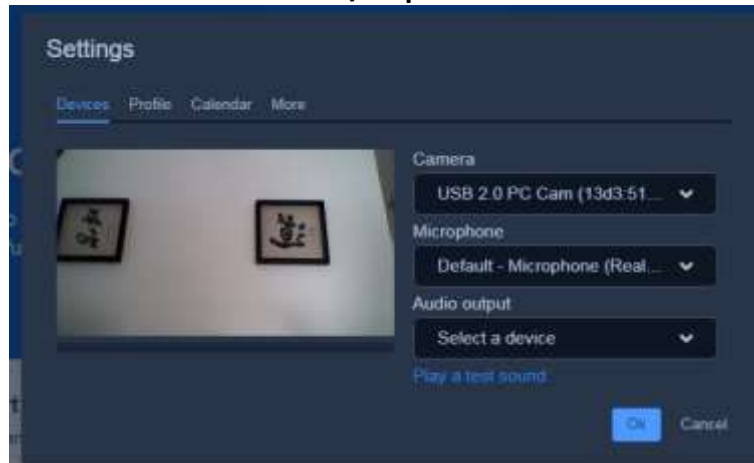 Settings
Devices Profile Calendar More
Camera
USB 2.0 PC Cam (13d3:51...
Microphone
Default - Microphone (Real...
Audio output
Select a device
Play a test sound
Ok Cancel